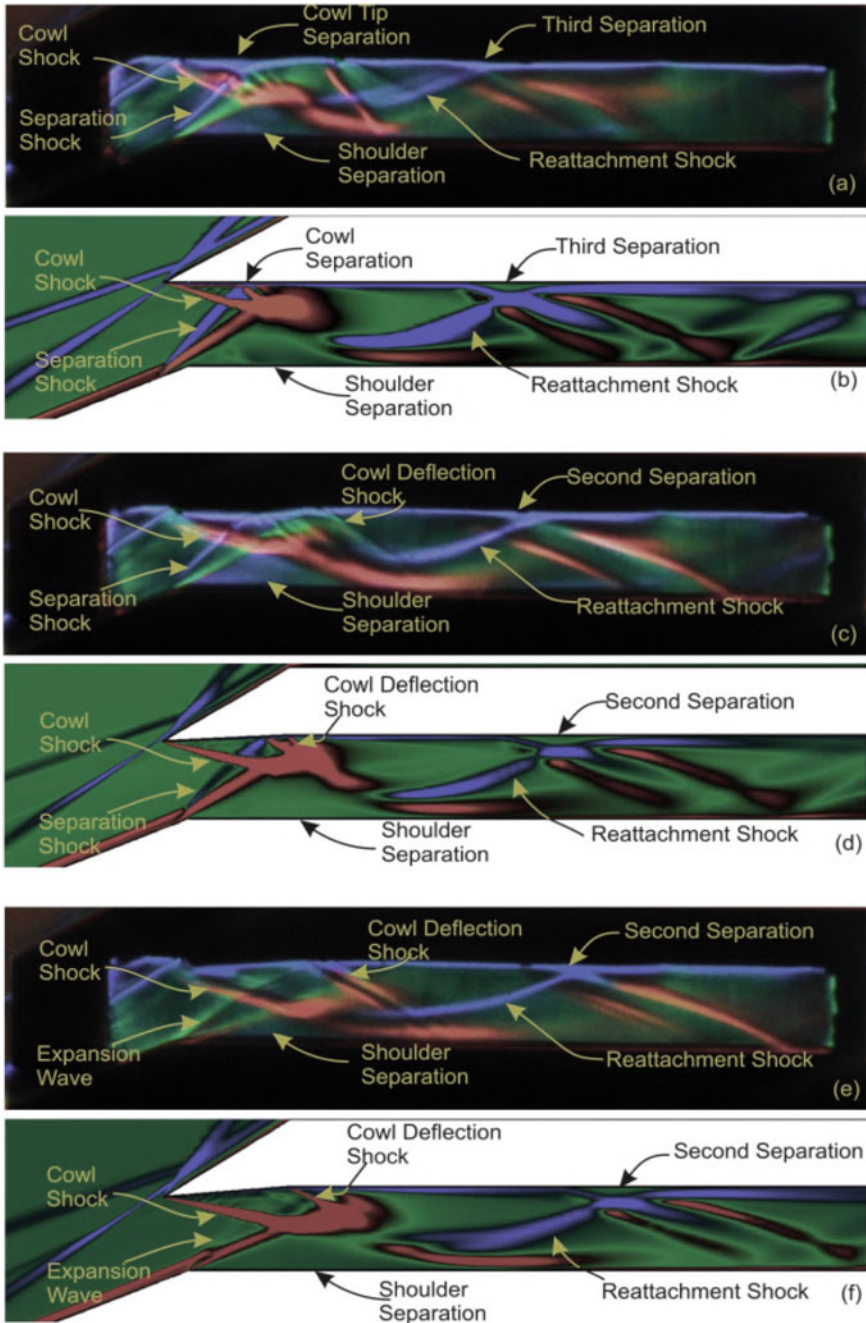 Cowl Tip
Separation
Third Separation
Cowl
Shock
Separation
Shock
Shoulder
Separation
Reattachment Shock
(a)
Cowl
Separation
Third Separation
Cowl
Shock
Separation
Shock
Shoulder
Separation
Reattachment Shock
(b)
Cowl Deflection
Shock
Second Separation
Cowl
Shock
Separation
Shock
Shoulder
Separation
Reattachment Shock
(c)
Cowl Deflection
Shock
Second Separation
Cowl
Shock
Separation
Shock
Shoulder
Separation
Reattachment Shock
(d)
Cowl Deflection
Shock
Second Separation
Cowl
Shock
Expansion
Wave
Shoulder
Separation
Reattachment Shock
(e)
Cowl Deflection
Shock
Second Separation
Cowl
Shock
Expansion
Wave
Shoulder
Separation
Reattachment Shock
(f)